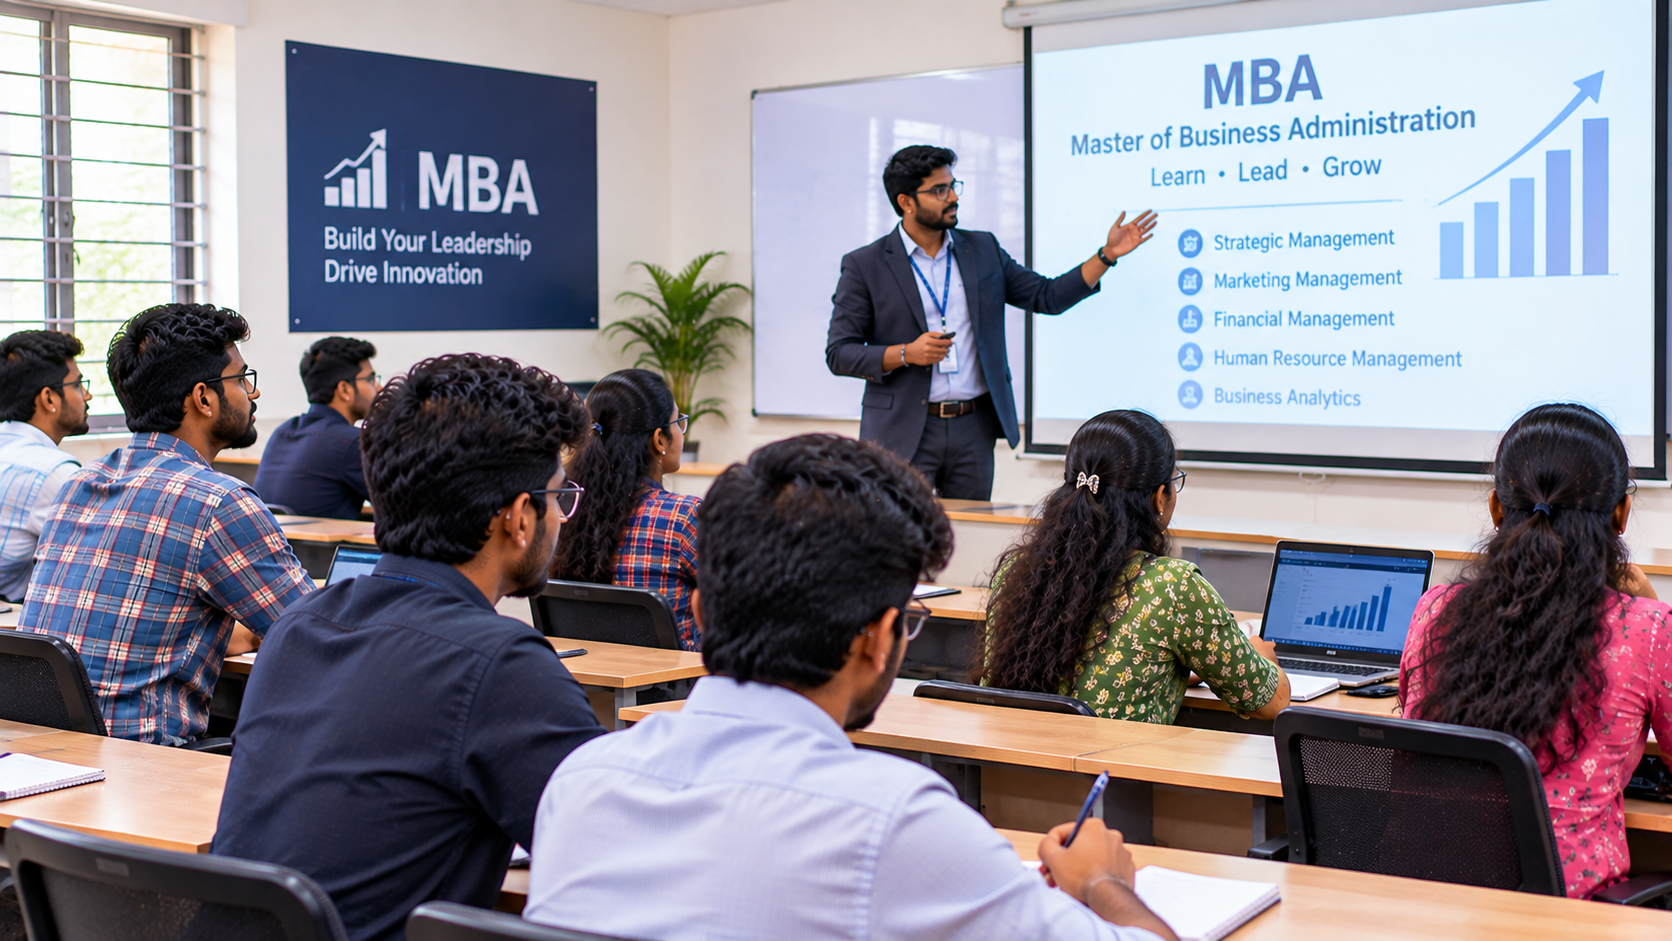 MBA
Build Your Leadership
Drive Innovation
MBA
Master of Business Administration
Learn • Lead • Grow
Strategic Management
Marketing Management
Financial Management
Human Resource Management
Business Analytics